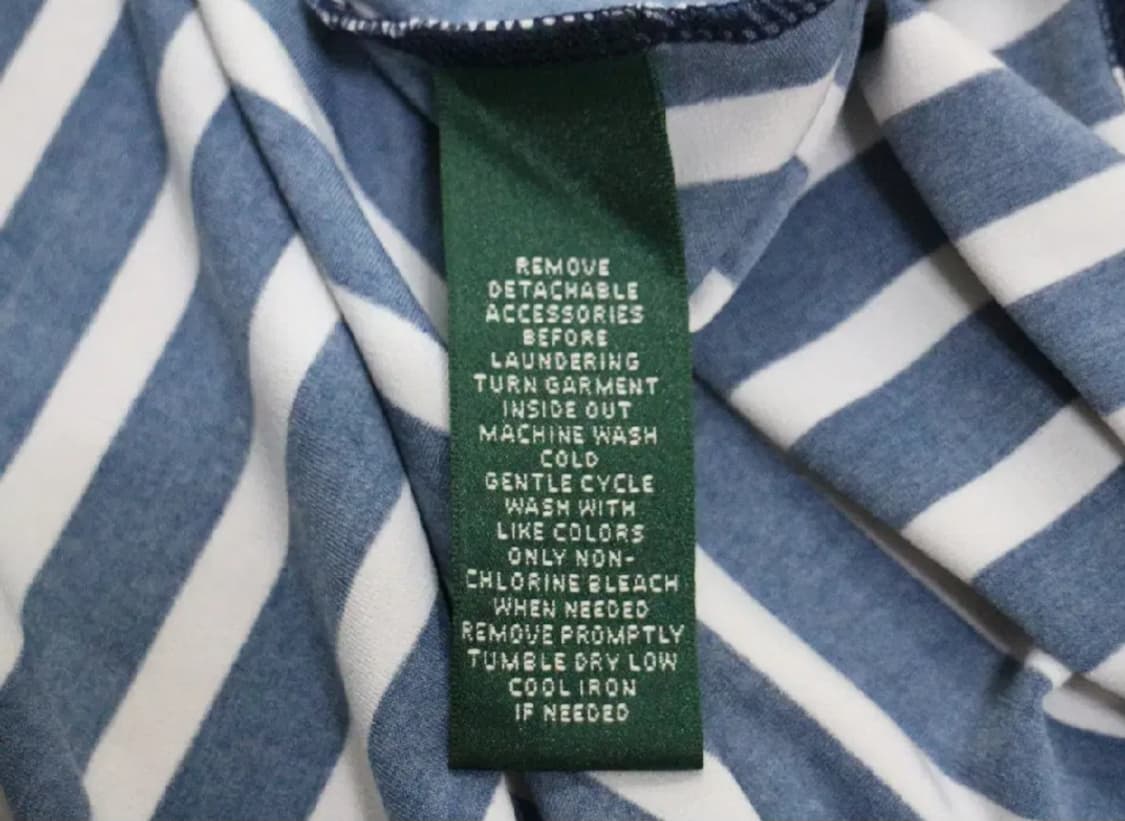 REMOVE
DETACHABLE
ACCESSORIES
BEFORE
LAUNDERING
TURN GARMENT
INSIDE OUT
MACHINE WASH
COLD
GENTLE CYCLE
WASH WITH
LIKE COLORS
ONLY NON-
CHLORINE BLEACH
WHEN NEEDED
REMOVE PROMPTLY
TUMBLE DRY LOW
COOL IRON
IF NEEDED